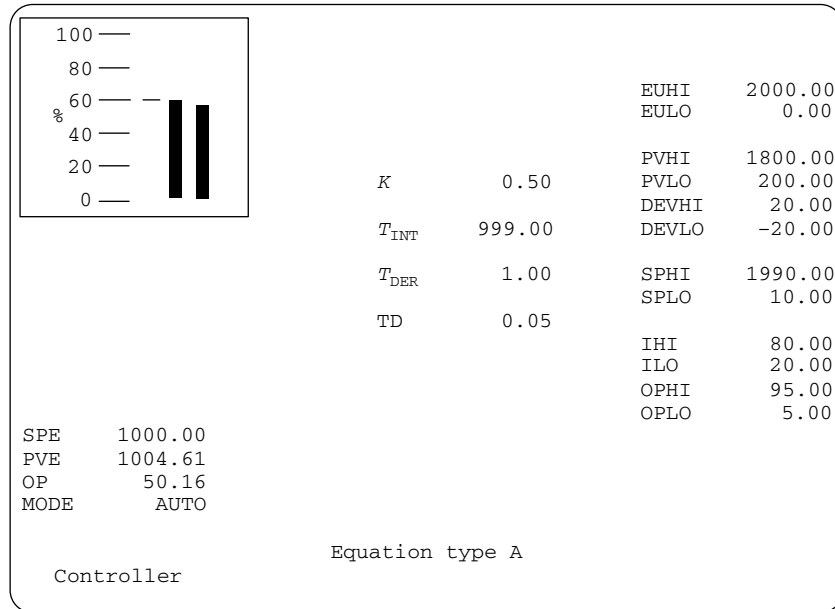 100
80
60
%
40
20
0
EUHI 2000.00
EULO 0.00
PVHI 1800.00
K 0.50 PVLO 200.00
DEVHI 20.00
T_INT 999.00 DEVLO –20.00
T_DER 1.00 SPHI 1990.00
SPLO 10.00
TD 0.05
IHI 80.00
ILO 20.00
OPHI 95.00
OPLO 5.00
SPE 1000.00
PVE 1004.61
OP 50.16
MODE AUTO
Equation type A
Controller